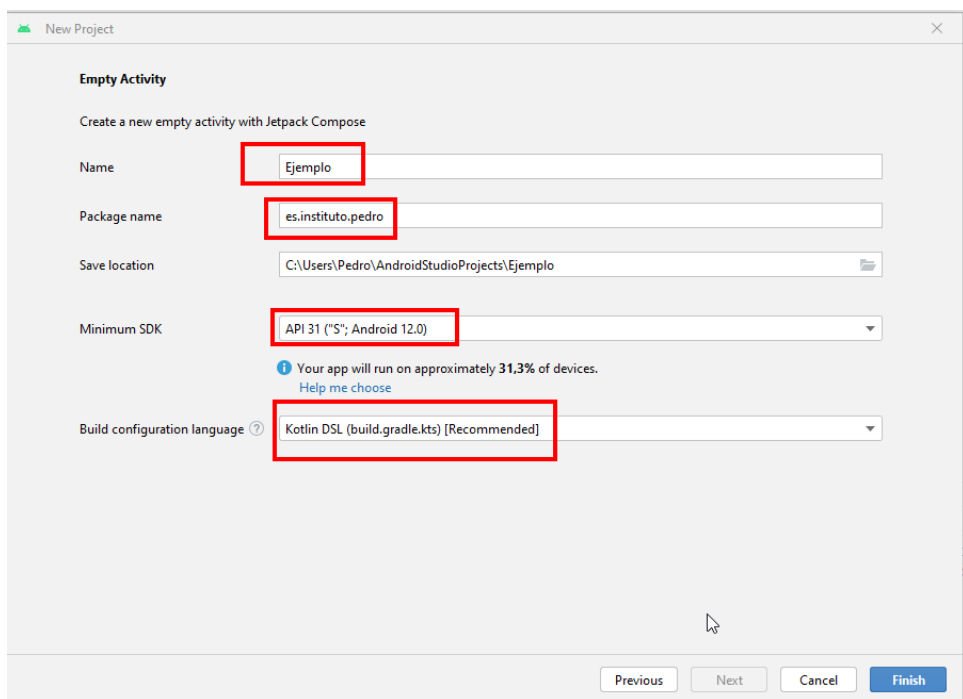 New Project
Empty Activity
Create a new empty activity with Jetpack Compose
Name
Ejemplo
Package name
es.instituto.pedro
Save location
C:\Users\Pedro\AndroidStudioProjects\Ejemplo
Minimum SDK
API 31 ("S"; Android 12.0)
Your app will run on approximately 31,3% of devices.
Help me choose
Build configuration language ?
Kotlin DSL (build.gradle.kts) [Recommended]
Previous
Next
Cancel
Finish